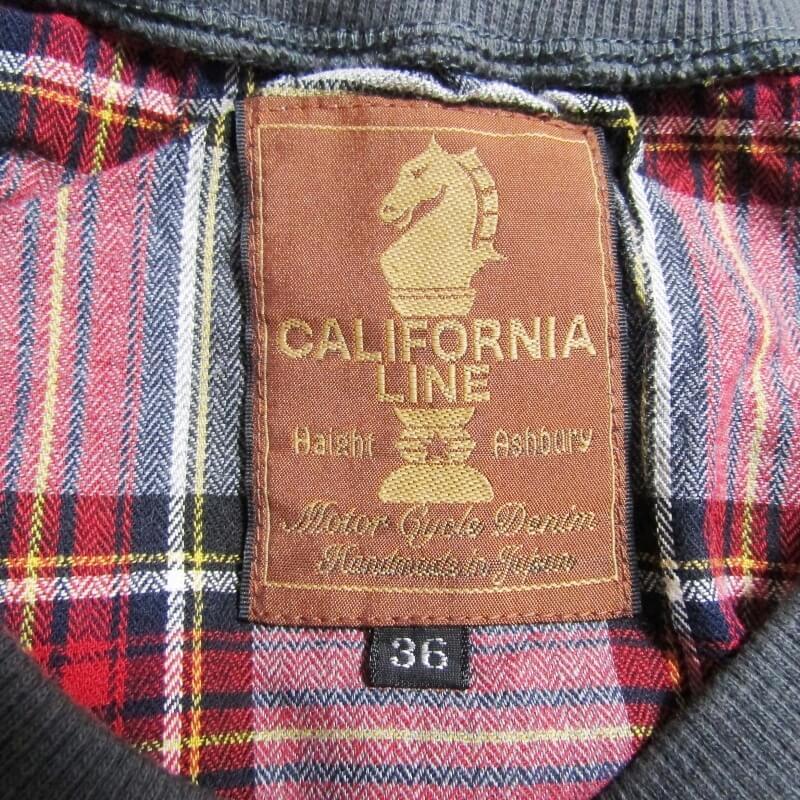 CALIFORNIA
LINE
Haight Ashbury
Motor Cycle Denim
Handmade in Japan
36